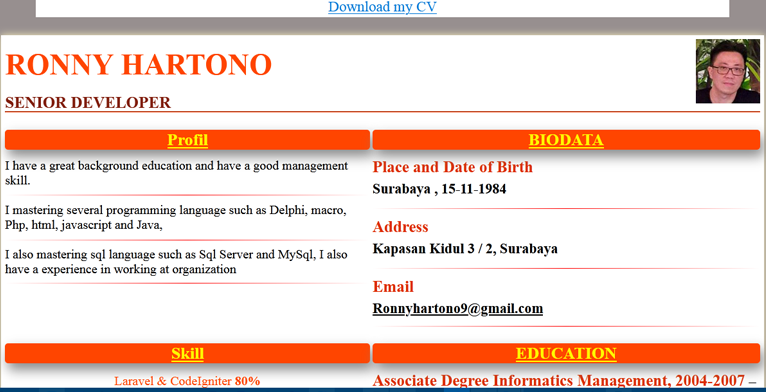 Download my CV
RONNY HARTONO
SENIOR DEVELOPER
Profil
I have a great background education and have a good management
skill.
I mastering several programming language such as Delphi, macro,
Php, html, javascript and Java,
I also mastering sql language such as Sql Server and MySql, I also
have a experience in working at organization
BIODATA
Place and Date of Birth
Surabaya , 15-11-1984
Address
Kapasan Kidul 3 / 2, Surabaya
Email
Ronnyhartono9@gmail.com
Skill
Laravel & CodeIgniter 80%
EDUCATION
Associate Degree Informatics Management, 2004-2007 –